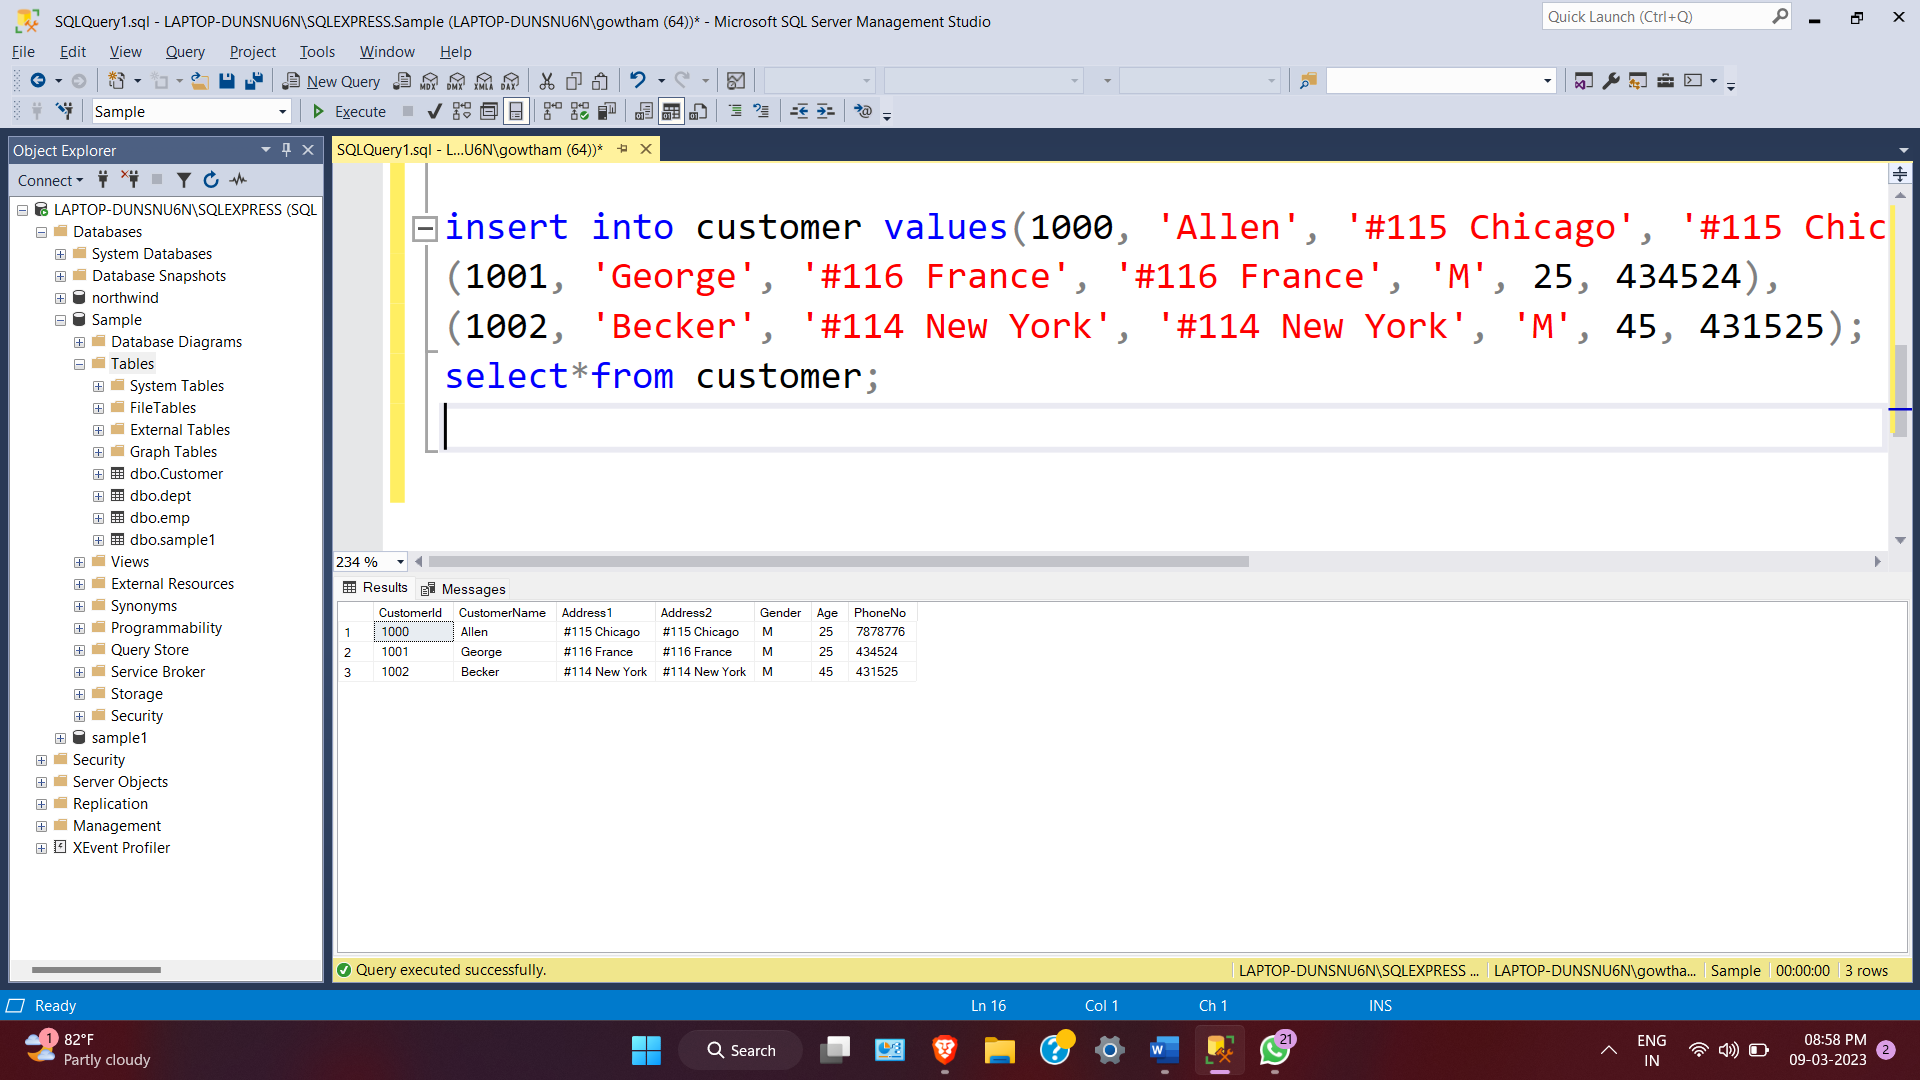 SQLQuery1.sql - LAPTOP-DUNSNU6N\SQLEXPRESS.Sample (LAPTOP-DUNSNU6N\gowtham (64))* - Microsoft SQL Server Management Studio
Quick Launch (Ctrl+Q)
File Edit View Query Project Tools Window Help
New Query MDX DMX XMLA DAX
Sample Execute
Object Explorer
Connect
LAPTOP-DUNSNU6N\SQLEXPRESS (SQL
Databases
System Databases
Database Snapshots
northwind
Sample
Database Diagrams
Tables
System Tables
FileTables
External Tables
Graph Tables
dbo.Customer
dbo.dept
dbo.emp
dbo.sample1
Views
External Resources
Synonyms
Programmability
Query Store
Service Broker
Storage
Security
sample1
Security
Server Objects
Replication
Management
XEvent Profiler
SQLQuery1.sql - L...U6N\gowtham (64))*
insert into customer values(1000, 'Allen', '#115 Chicago', '#115 Chic
(1001, 'George', '#116 France', '#116 France', 'M', 25, 434524),
(1002, 'Becker', '#114 New York', '#114 New York', 'M', 45, 431525);
select*from customer;
234 %
Results Messages
CustomerId CustomerName Address1 Address2 Gender Age PhoneNo
1 1000 Allen #115 Chicago #115 Chicago M 25 7878776
2 1001 George #116 France #116 France M 25 434524
3 1002 Becker #114 New York #114 New York M 45 431525
Query executed successfully.
LAPTOP-DUNSNU6N\SQLEXPRESS ... LAPTOP-DUNSNU6N\gowtha... Sample 00:00:00 3 rows
Ready Ln 16 Col 1 Ch 1 INS
1 82°F
Partly cloudy
Search
21
ENG
IN
08:58 PM
09-03-2023
2